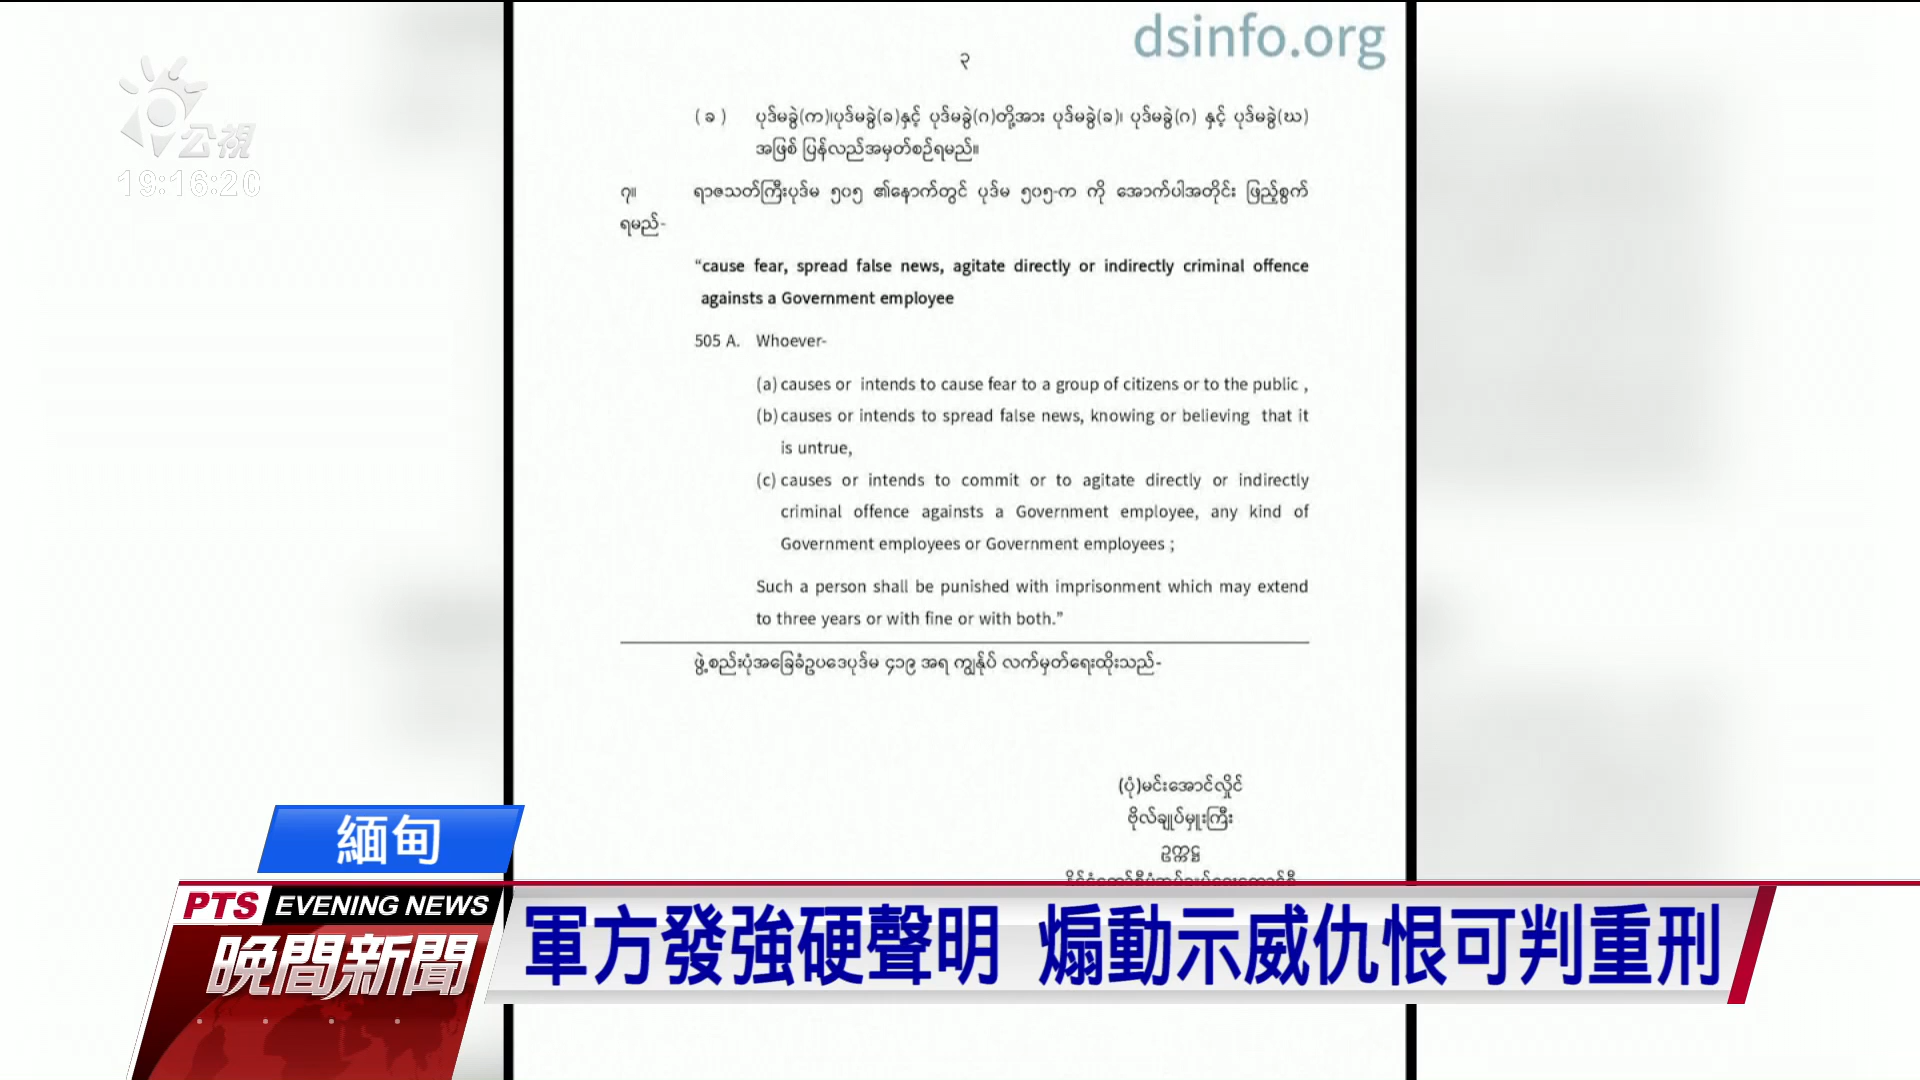 dsinfo.org
၃
公視
19:16:20
( ခ ) ပုဒ်မခွဲ(က)၊ပုဒ်မခွဲ(ခ)နှင့် ပုဒ်မခွဲ(ဂ)တို့အား ပုဒ်မခွဲ(ခ)၊ ပုဒ်မခွဲ(ဂ) နှင့် ပုဒ်မခွဲ(ဃ)
အဖြစ် ပြန်လည်အမှတ်စဉ်ရမည်။
၇။ ရာဇသတ်ကြီးပုဒ်မ ၅၀၅ ၏နောက်တွင် ပုဒ်မ ၅၀၅-က ကို အောက်ပါအတိုင်း ဖြည့်စွက်
ရမည်-
“cause fear, spread false news, agitate directly or indirectly criminal offence
againsts a Government employee
505 A. Whoever-
(a) causes or intends to cause fear to a group of citizens or to the public ,
(b) causes or intends to spread false news, knowing or believing that it
is untrue,
(c) causes or intends to commit or to agitate directly or indirectly
criminal offence againsts a Government employee, any kind of
Government employees or Government employees ;
Such a person shall be punished with imprisonment which may extend
to three years or with fine or with both.”
ဖွဲ့စည်းပုံအခြေခံဥပဒေပုဒ်မ ၄၁၉ အရ ကျွန်ုပ် လက်မှတ်ရေးထိုးသည်-
(ပုံ)မင်းအောင်လှိုင်
ဗိုလ်ချုပ်မှူးကြီး
ဥက္ကဋ္ဌ
緬甸
PTS EVENING NEWS
晚間新聞
軍方發強硬聲明 煽動示威仇恨可判重刑